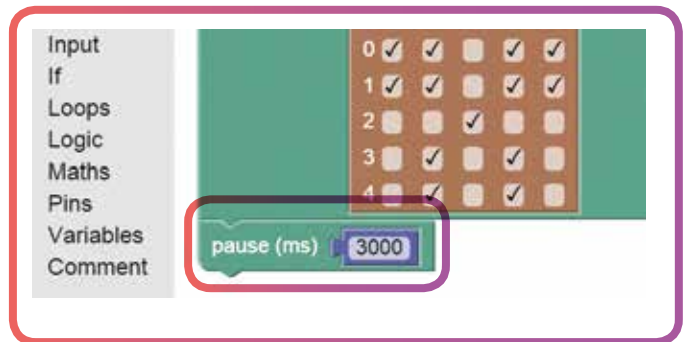 Input
If
Loops
Logic
Maths
Pins
Variables
Comment
0 ✓ ✓ ✓ ✓
1 ✓ ✓ ✓ ✓
2 ✓
3 ✓ ✓
4 ✓ ✓
pause (ms) 3000